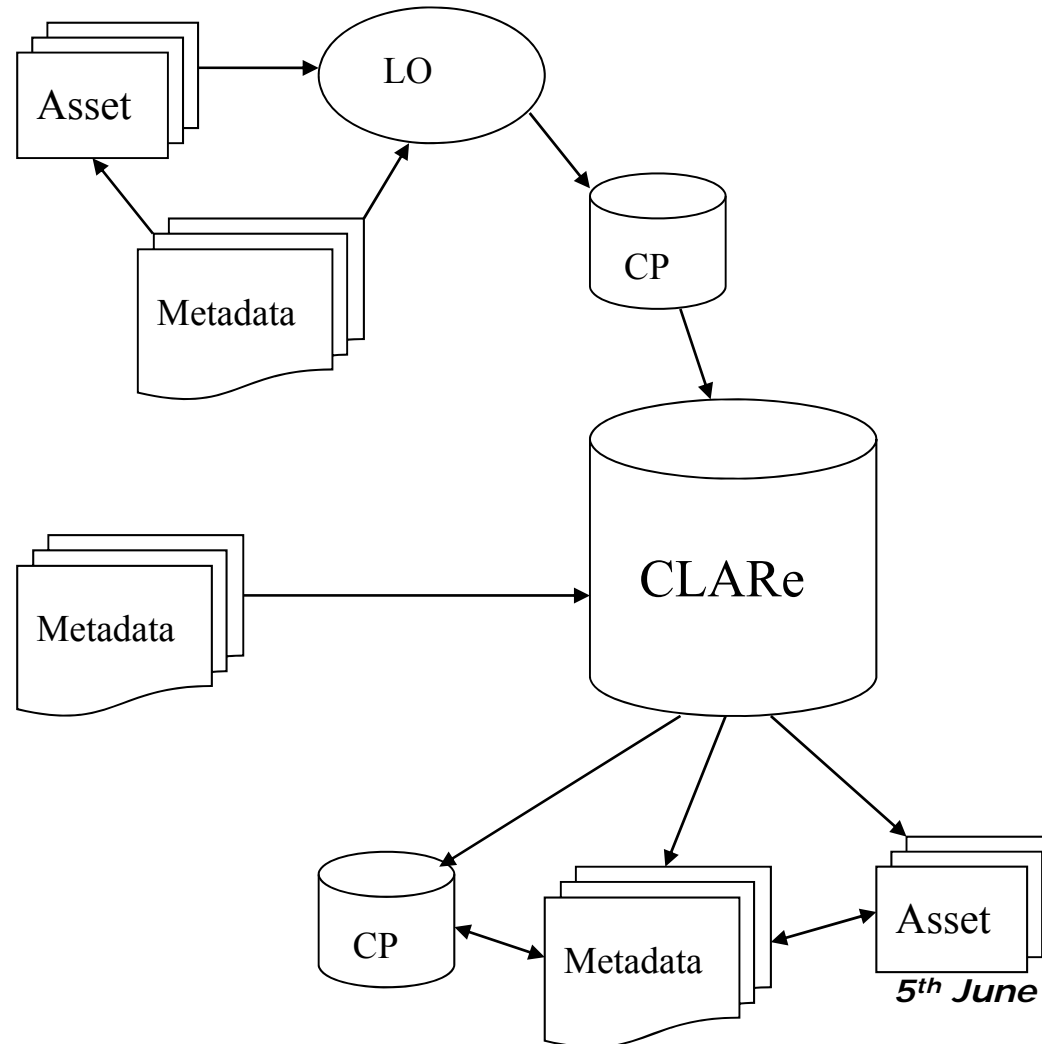 LO
Asset
CP
Metadata
CLARe
Metadata
CP
Metadata
Asset
5th June